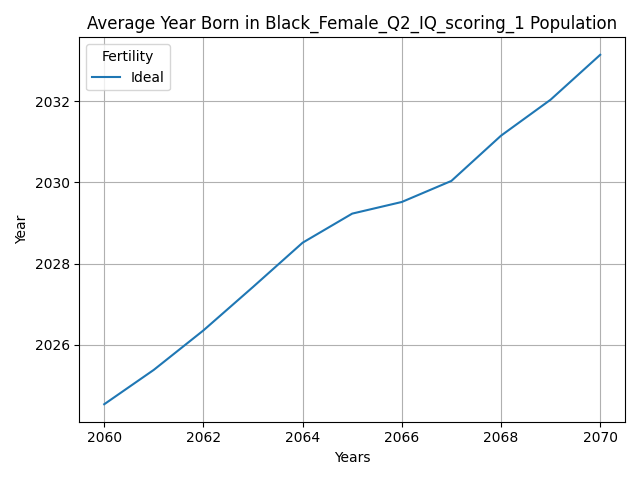 Average Year Born in Black_Female_Q2_IQ_scoring_1 Population
Fertility
Ideal
Year
2032
2030
2028
2026
2060 2062 2064 2066 2068 2070
Years